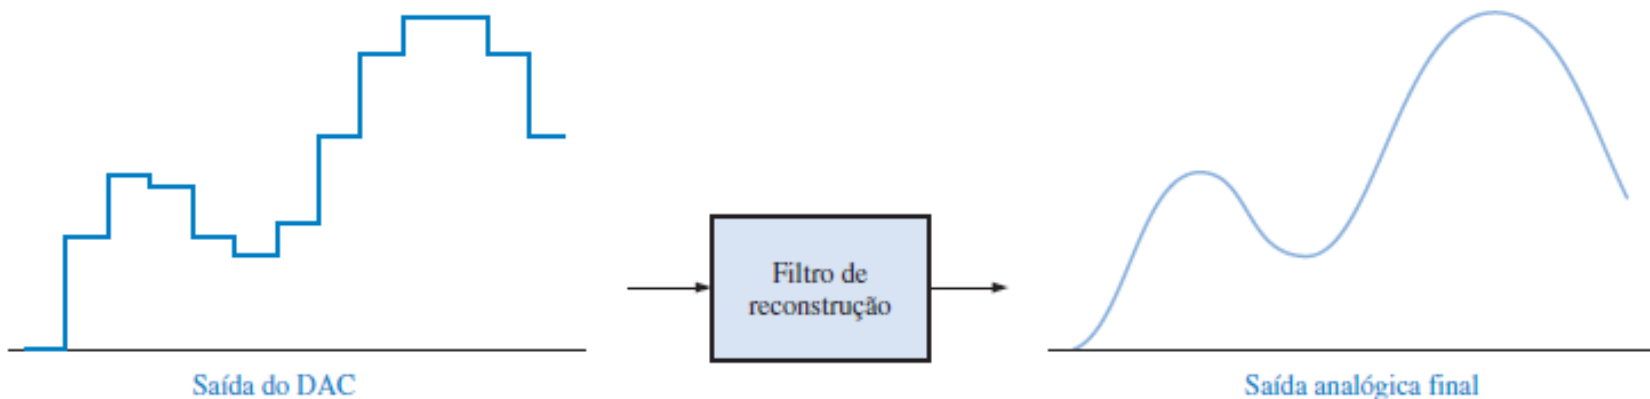 Filtro de
reconstrução
Saída do DAC
Saída analógica final